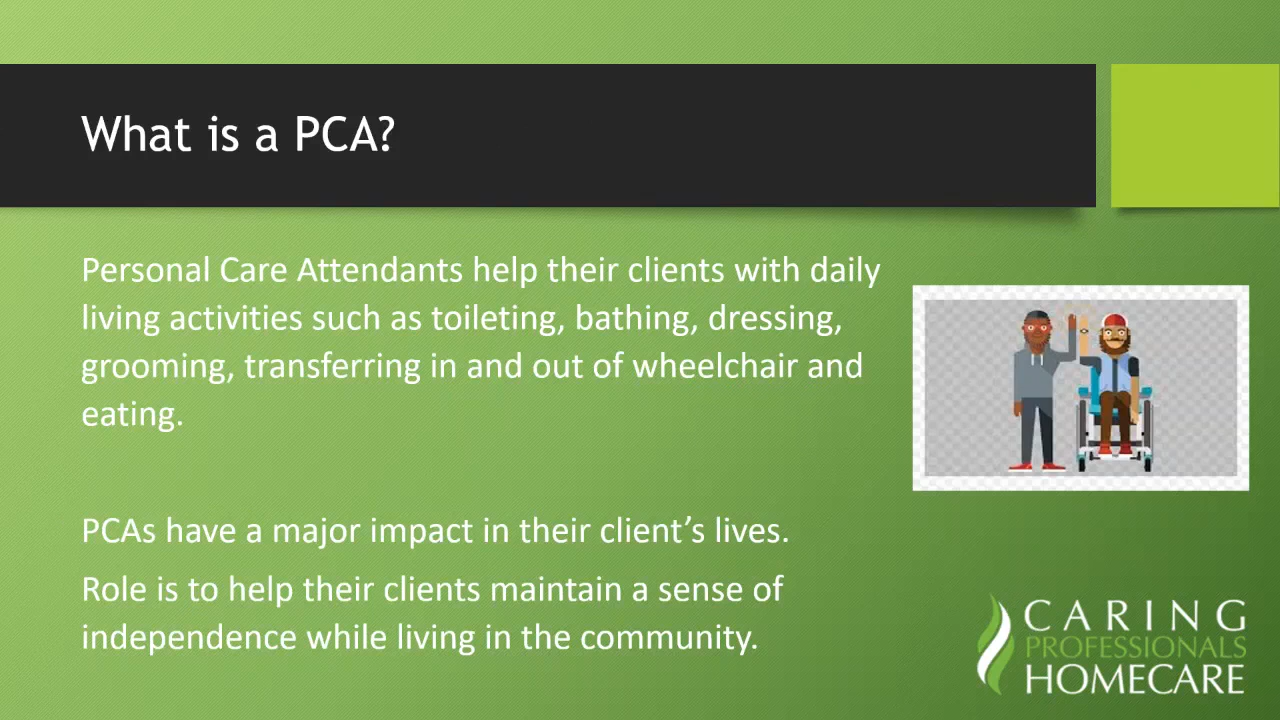 What is a PCA?
Personal Care Attendants help their clients with daily
living activities such as toileting, bathing, dressing,
grooming, transferring in and out of wheelchair and
eating.
PCAs have a major impact in their client’s lives.
Role is to help their clients maintain a sense of
independence while living in the community.
CARING
PROFESSIONALS
HOMECARE